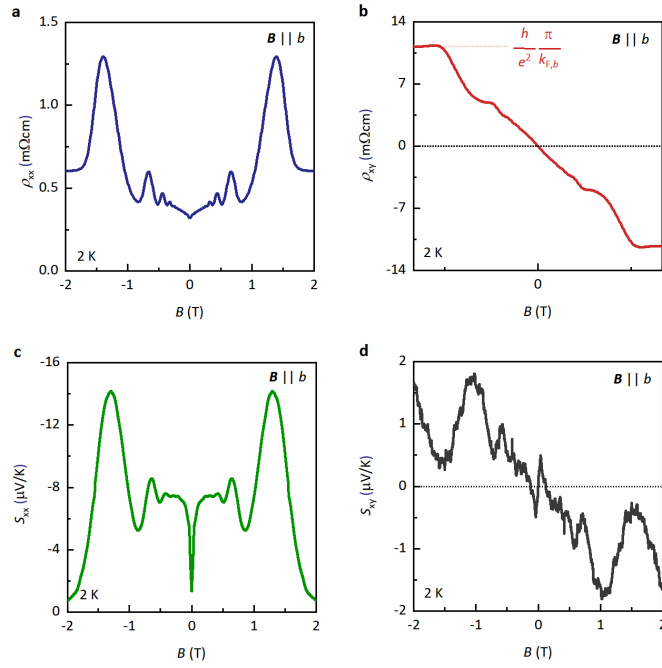 a
B || b
1.5
1.0
0.5
0.0
ρxx (mΩcm)
2 K
-2
-1
0
1
2
B (T)
b
B || b
h π
e² kF,b
11
7
0
-7
-14
ρxy (mΩcm)
2 K
0
B (T)
c
B || b
-16
-12
-8
-4
0
Sxx (μV/K)
2 K
-2
-1
0
1
2
B (T)
d
B || b
2
1
0
-1
-2
Sxy (μV/K)
2 K
-2
-1
0
1
2
B (T)